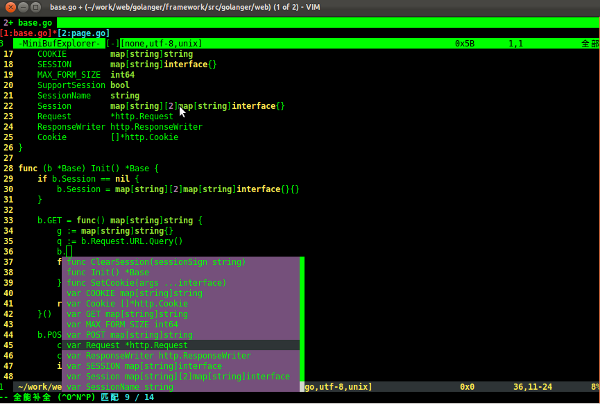 base.go + (~/work/web/golanger/framework/src/golanger/web) (1 of 2) - VIM
2+ base.go
[1:base.go]*[2:page.go]
3 -MiniBufExplorer- [-][none,utf-8,unix] 0x5B 1,1 全部
17 COOKIE map[string]string
18 SESSION map[string]interface{}
19 MAX_FORM_SIZE int64
20 SupportSession bool
21 SessionName string
22 Session map[string][2]map[string]interface{}
23 Request *http.Request
24 ResponseWriter http.ResponseWriter
25 Cookie []*http.Cookie
26 }
27
28 func (b *Base) Init() *Base {
29 if b.Session == nil {
30 b.Session = map[string][2]map[string]interface{}{}
31 }
32
33 b.GET = func() map[string]string {
34 g := map[string]string{}
35 q := b.Request.URL.Query()
36 b.
37 f func ClearSession(sessionSign string)
38 func Init() *Base
39 } func SetCookie(args ...interface)
40 var COOKIE map[string]string
41 r var Cookie []*http.Cookie
42 }() var GET map[string]string
43 var MAX_FORM_SIZE int64
44 b.POS var POST map[string]string
45 c var Request *http.Request
46 c var ResponseWriter http.ResponseWriter
47 i var SESSION map[string]interface
48 var Session map[string][2]map[string]interface
1 ~/work/we var SessionName string go,utf-8,unix] 0x0 36,11-24 8%
-- 全能补全 (^O^N^P) 匹配 9 / 14